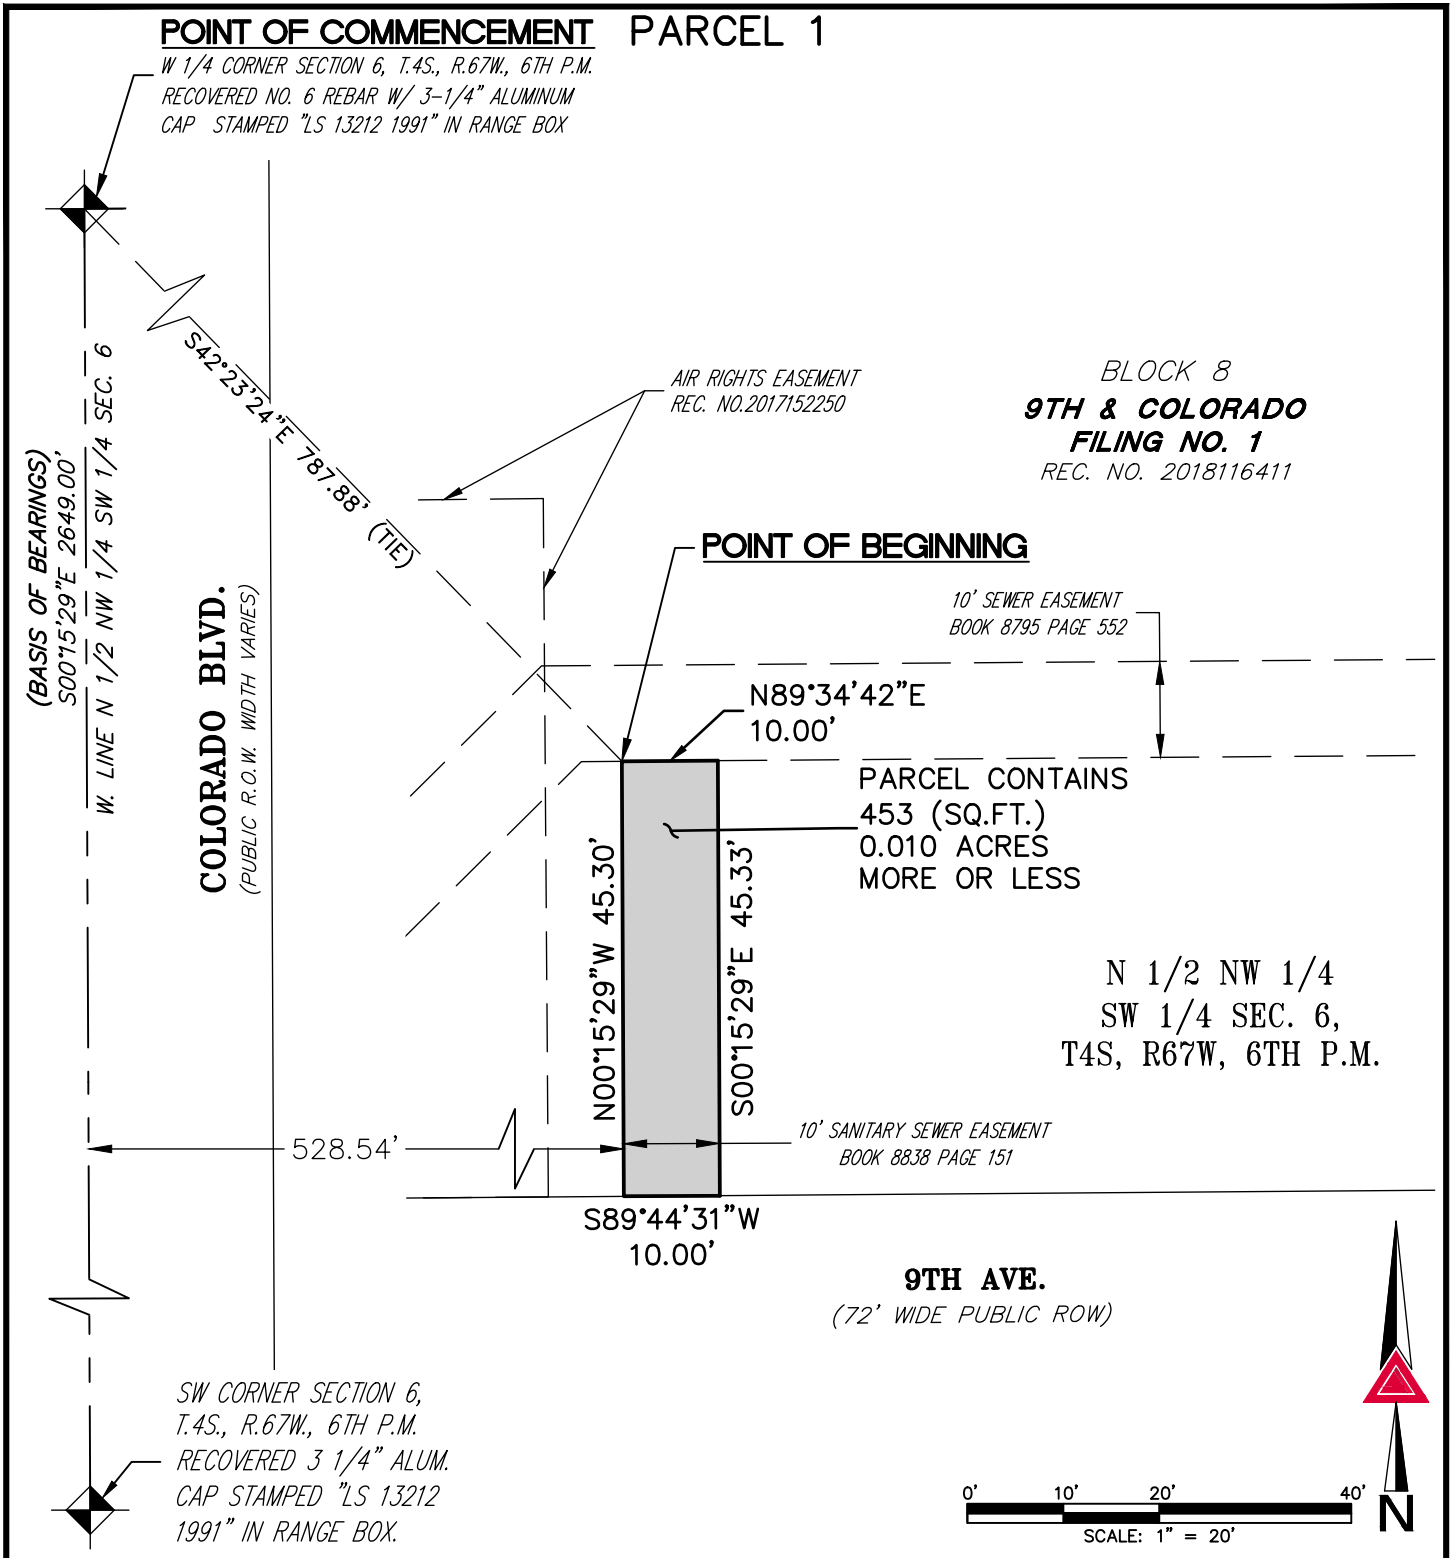 POINT OF COMMENCEMENT PARCEL 1
W 1/4 CORNER SECTION 6, T.4S., R.67W., 6TH P.M.
RECOVERED NO. 6 REBAR W/ 3-1/4" ALUMINUM
CAP STAMPED "LS 13212 1991" IN RANGE BOX
S42°23'24"E 787.88' (TIE)
AIR RIGHTS EASEMENT
REC. NO.2017152250
BLOCK 8
9TH & COLORADO
FILING NO. 1
REC. NO. 2018116411
(BASIS OF BEARINGS)
S00°15'29"E 2649.00'
W. LINE N 1/2 NW 1/4 SW 1/4 SEC. 6
COLORADO BLVD.
(PUBLIC R.O.W. WIDTH VARIES)
POINT OF BEGINNING
10' SEWER EASEMENT
BOOK 8795 PAGE 552
N89°34'42"E
10.00'
PARCEL CONTAINS
453 (SQ.FT.)
0.010 ACRES
MORE OR LESS
N00°15'29"W 45.30'
S00°15'29"E 45.33'
N 1/2 NW 1/4
SW 1/4 SEC. 6,
T4S, R67W, 6TH P.M.
528.54'
10' SANITARY SEWER EASEMENT
BOOK 8838 PAGE 151
S89°44'31"W
10.00'
9TH AVE.
(72' WIDE PUBLIC ROW)
SW CORNER SECTION 6,
T.4S., R.67W., 6TH P.M.
RECOVERED 3 1/4" ALUM.
CAP STAMPED "LS 13212
1991" IN RANGE BOX.
0' 10' 20' 40'
SCALE: 1" = 20'
N